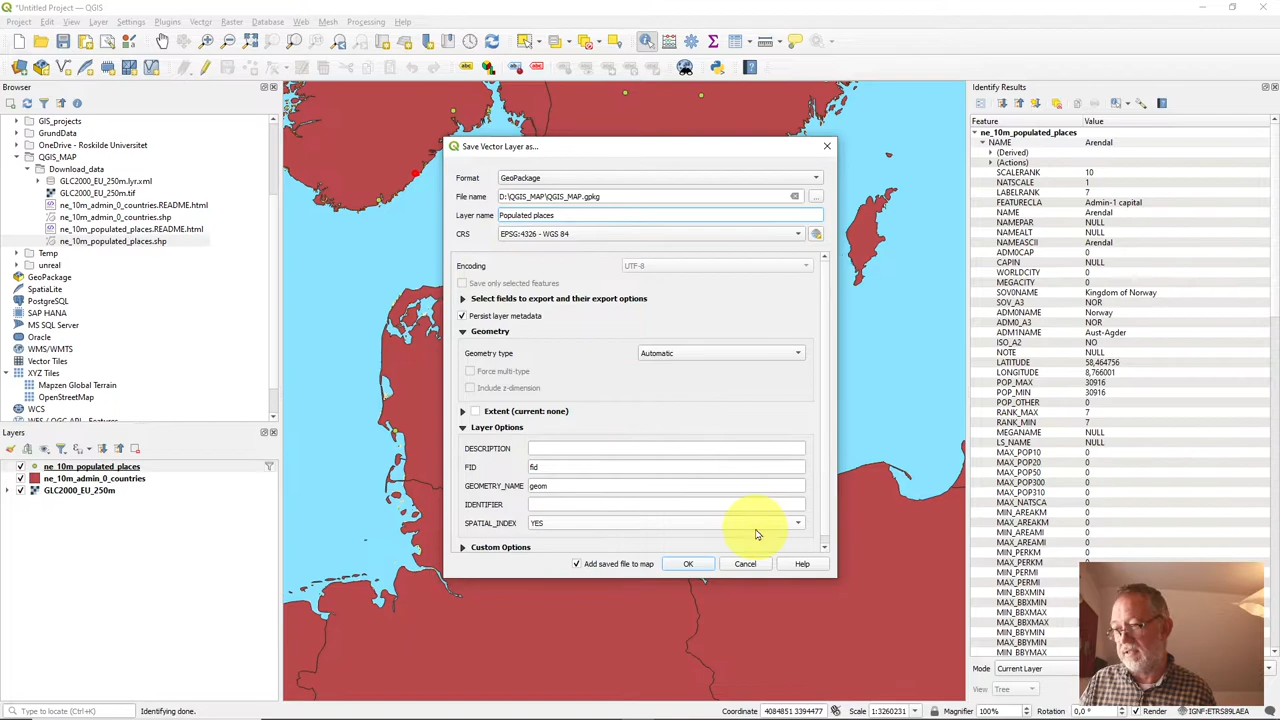 *Untitled Project — QGIS
Project Edit View Layer Settings Plugins Vector Raster Database Web Mesh Processing Help
Browser
GIS_projects
GrundData
OneDrive - Roskilde Universitet
QGIS_MAP
Download_data
GLC2000_EU_250m.lyr.xml
GLC2000_EU_250m.tif
ne_10m_admin_0_countries.README.html
ne_10m_admin_0_countries.shp
ne_10m_populated_places.README.html
ne_10m_populated_places.shp
Temp
unreal
GeoPackage
SpatiaLite
PostgreSQL
SAP HANA
MS SQL Server
Oracle
WMS/WMTS
Vector Tiles
XYZ Tiles
Mapzen Global Terrain
OpenStreetMap
WCS
WFS / OGC API - Features
Layers
ne_10m_populated_places
ne_10m_admin_0_countries
GLC2000_EU_250m
Save Vector Layer as...
Format GeoPackage
File name D:\QGIS_MAP\QGIS_MAP.gpkg
...
Layer name Populated places
CRS EPSG:4326 - WGS 84
Encoding UTF-8
Save only selected features
Select fields to export and their export options
Persist layer metadata
Geometry
Geometry type Automatic
Force multi-type
Include z-dimension
Extent (current: none)
Layer Options
DESCRIPTION
FID fid
GEOMETRY_NAME geom
IDENTIFIER
SPATIAL_INDEX YES
Custom Options
Add saved file to map OK Cancel Help
Identify Results
Feature Value
ne_10m_populated_places
NAME Arendal
(Derived)
(Actions)
SCALERANK 10
NATSCALE 1
LABELRANK 7
FEATURECLA Admin-1 capital
NAME Arendal
NAMEPAR NULL
NAMEALT NULL
NAMEASCII Arendal
ADM0CAP 0
CAPIN NULL
WORLDCITY 0
MEGACITY 0
SOV0NAME Kingdom of Norway
SOV_A3 NOR
ADM0_A3 NOR
ADM0NAME Norway
ADM1NAME Aust-Agder
ISO_A2 NO
NOTE NULL
LATITUDE 58,464756
LONGITUDE 8,766001
POP_MAX 30916
POP_MIN 30916
POP_OTHER 0
RANK_MAX 7
RANK_MIN 7
MEGANAME NULL
LS_NAME NULL
MAX_POP10 0
MAX_POP20 0
MAX_POP50 0
MAX_POP300 0
MAX_POP310 0
MAX_NATSCA 0
MIN_AREAKM 0
MAX_AREAKM 0
MIN_AREAMI 0
MAX_AREAMI 0
MIN_PERKM 0
MAX_PERKM
MIN_PERMI
MAX_PERMI
MIN_BBXMIN
MAX_BBXMIN
MIN_BBXMAX
MAX_BBXMAX
MIN_BBYMIN
MAX_BBYMIN
MIN_BBYMAX
MAX_BBYMAX
Mode Current Layer
View Tree
Type to locate (Ctrl+K) Identifying done. Coordinate 4084851 3394477 Scale 1:3260231 Magnifier 100% Rotation 0,0 ° Render IGNF:ETRS89LAEA